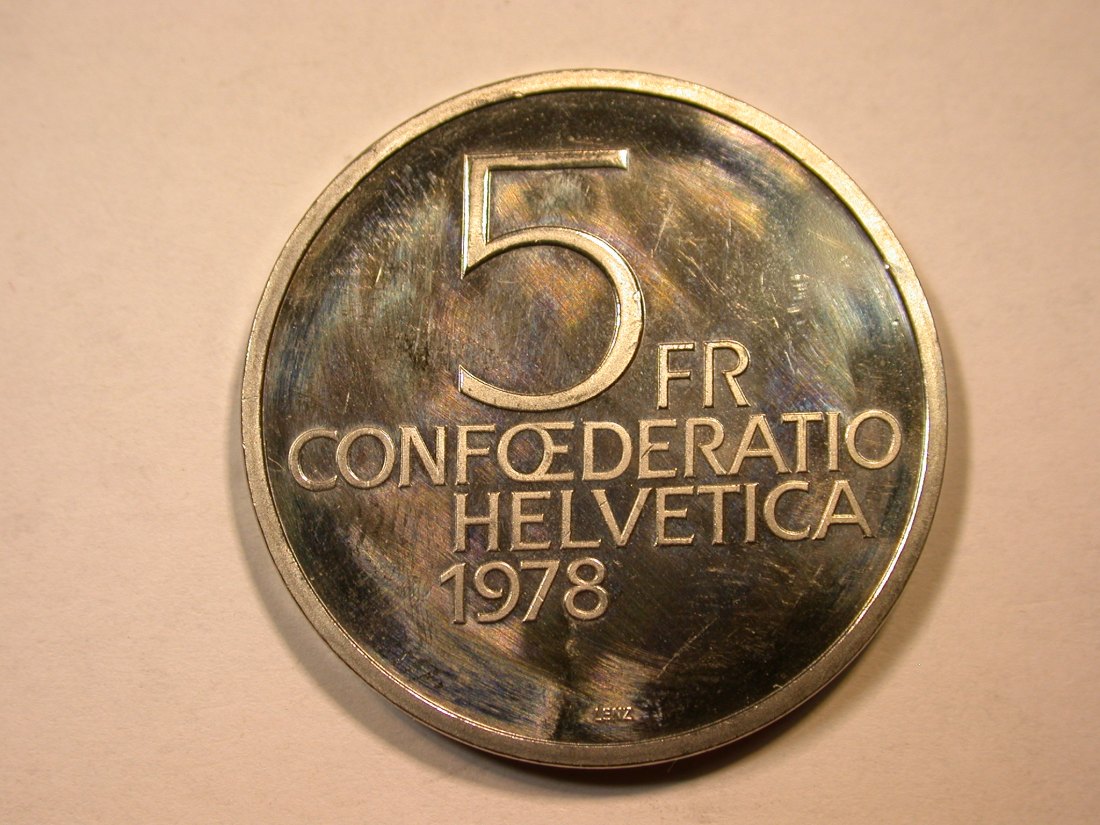 5 FR
CONFŒDERATIO
HELVETICA
1978
LENZ